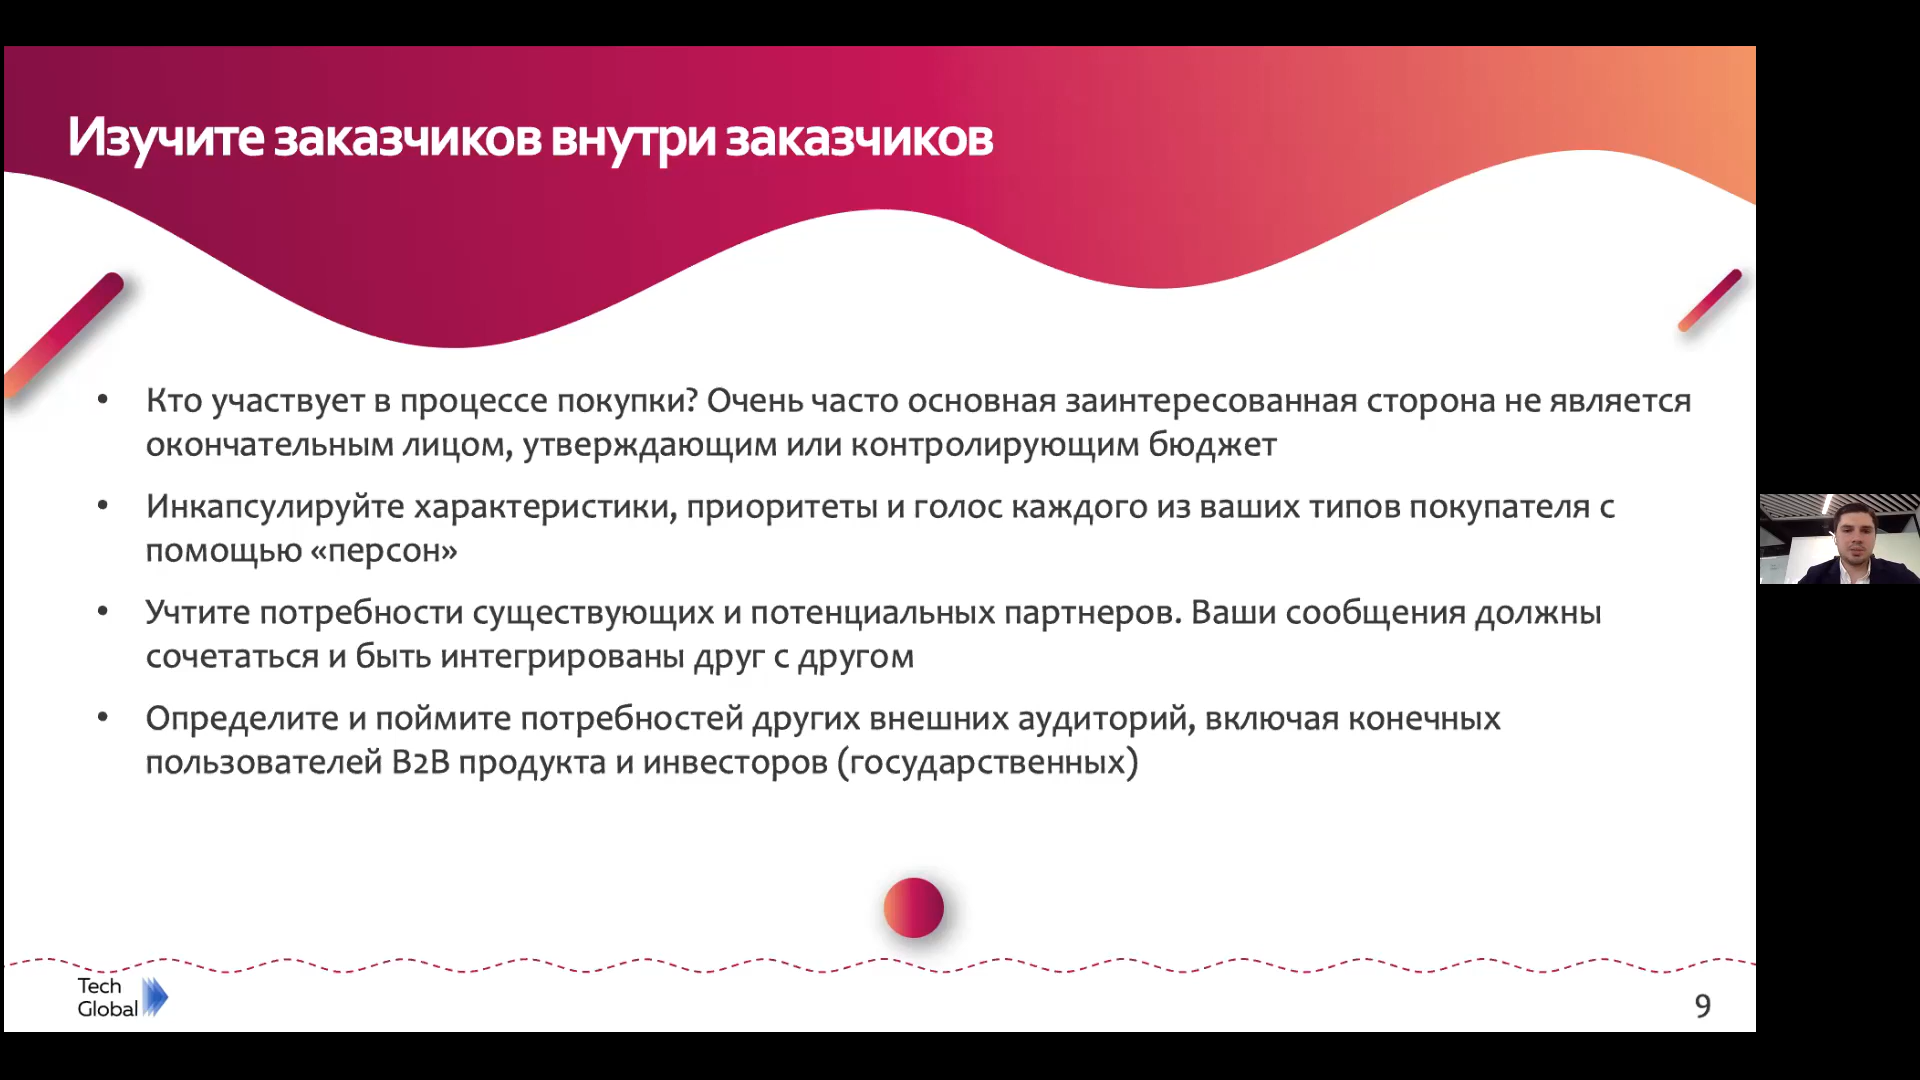 Изучите заказчиков внутри заказчиков
• Кто участвует в процессе покупки? Очень часто основная заинтересованная сторона не является
окончательным лицом, утверждающим или контролирующим бюджет
• Инкапсулируйте характеристики, приоритеты и голос каждого из ваших типов покупателя с
помощью «персон»
• Учтите потребности существующих и потенциальных партнеров. Ваши сообщения должны
сочетаться и быть интегрированы друг с другом
• Определите и поймите потребностей других внешних аудиторий, включая конечных
пользователей B2B продукта и инвесторов (государственных)
Tech
Global
9